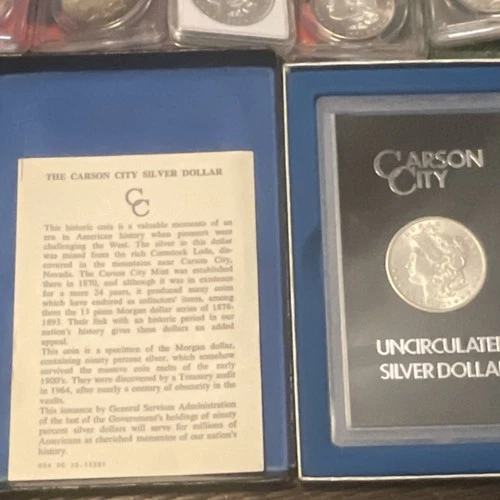 THE CARSON CITY SILVER DOLLAR
CC
This historic coin is a valuable memento of an
era in American history when pioneers were
challenging the West. The silver in this dollar
was mined from the rich Comstock Lode, dis-
covered in the mountains near Carson City,
Nevada. The Carson City Mint was established
there in 1870, and although it was in existence
for a mere 24 years, it produced many coins
which have endured as collectors' items, among
them the 13 piece Morgan dollar series of 1878-
1893. Their link with an historic period in our
nation's history gives these dollars an added
appeal.
This coin is a specimen of the Morgan dollar,
containing ninety percent silver, which somehow
survived the massive coin melts of the early
1900's. They were discovered by a Treasury audit
in 1964, after nearly a century of obscurity in the
vaults.
This issuance by General Services Administration
of the last of the Government's holdings of ninety
percent silver dollars will serve for millions of
Americans as cherished mementos of our nation's
history.
CARSON
CITY
UNCIRCULATED
SILVER DOLLAR